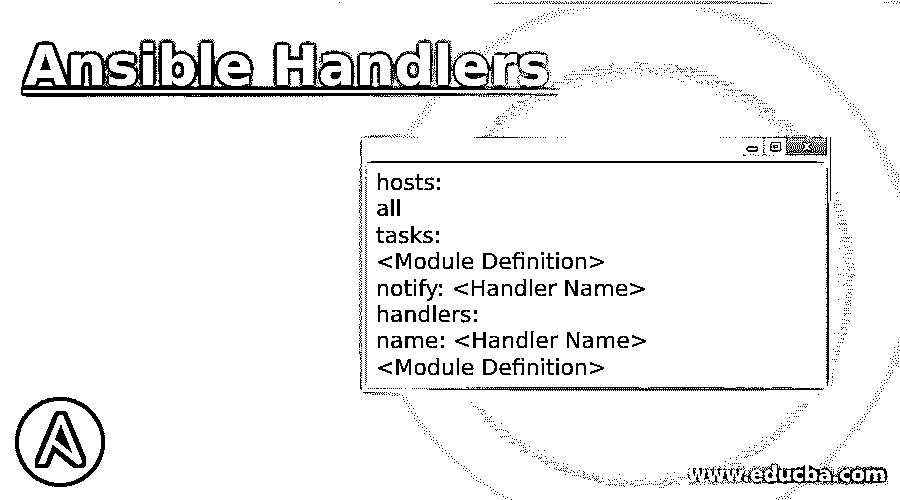 Ansible Handlers
hosts:
all
tasks:
<Module Definition>
notify: <Handler Name>
handlers:
name: <Handler Name>
<Module Definition>
www.educba.com